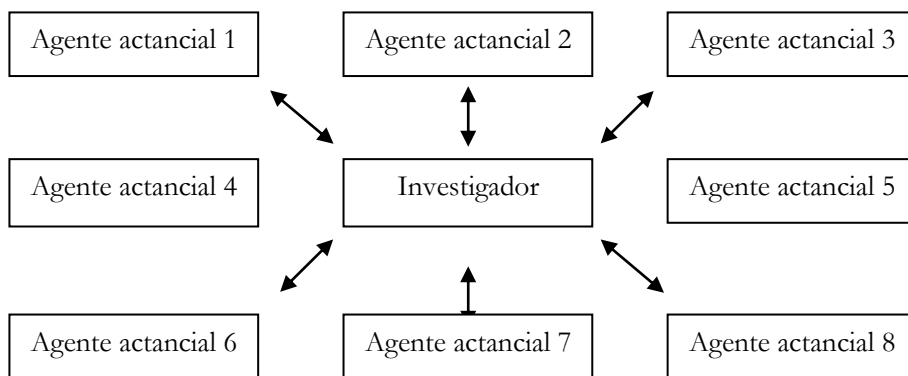 Agente actancial 1
Agente actancial 2
Agente actancial 3
Agente actancial 4
Investigador
Agente actancial 5
Agente actancial 6
Agente actancial 7
Agente actancial 8